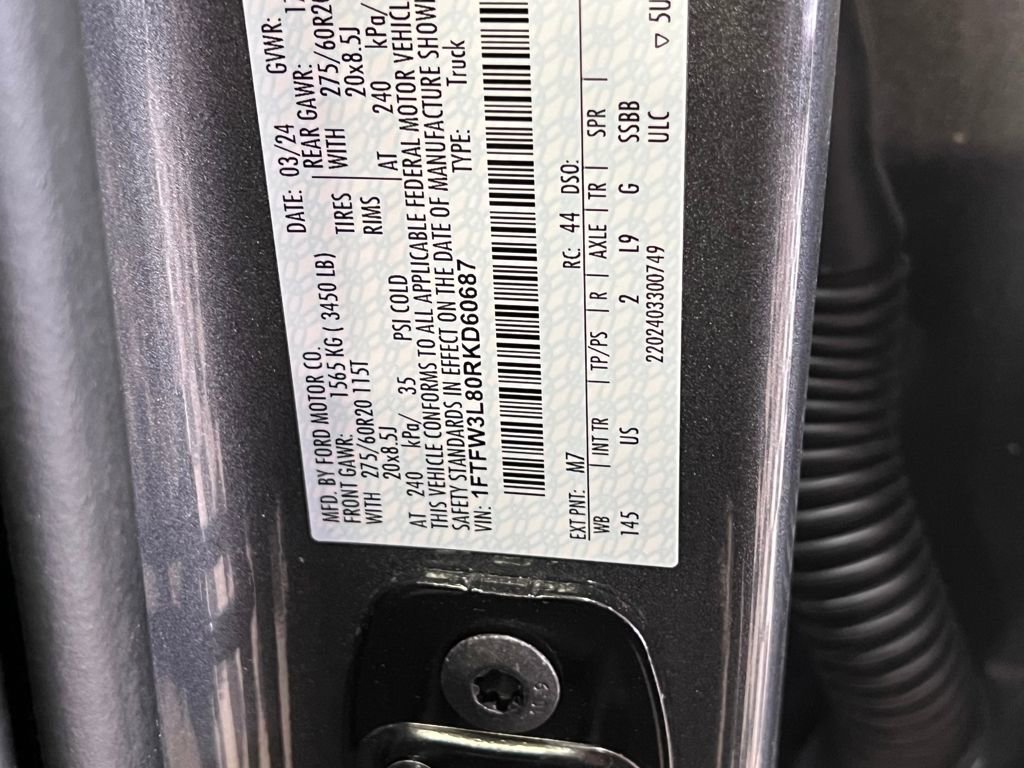 MFD. BY FORD MOTOR CO. DATE: 03/24 GVWR:
FRONT GAWR: 1565 KG ( 3450 LB) REAR GAWR:
WITH 275/60R20 115T TIRES WITH 275/60R20
20x8.5J RIMS 20x8.5J
AT 240 kPa/ 35 PSI COLD AT 240 kPa/
THIS VEHICLE CONFORMS TO ALL APPLICABLE FEDERAL MOTOR VEHICL
SAFETY STANDARDS IN EFFECT ON THE DATE OF MANUFACTURE SHOWN
VIN: 1FTFW3L80RKD60687 TYPE: Truck
EXT PNT: M7 RC: 44 DSO:
WB | INT TR | TP/PS | R | AXLE | TR | SPR |
145 US 2 L9 G SSBB
2202403300749 ULC
▽ 5U